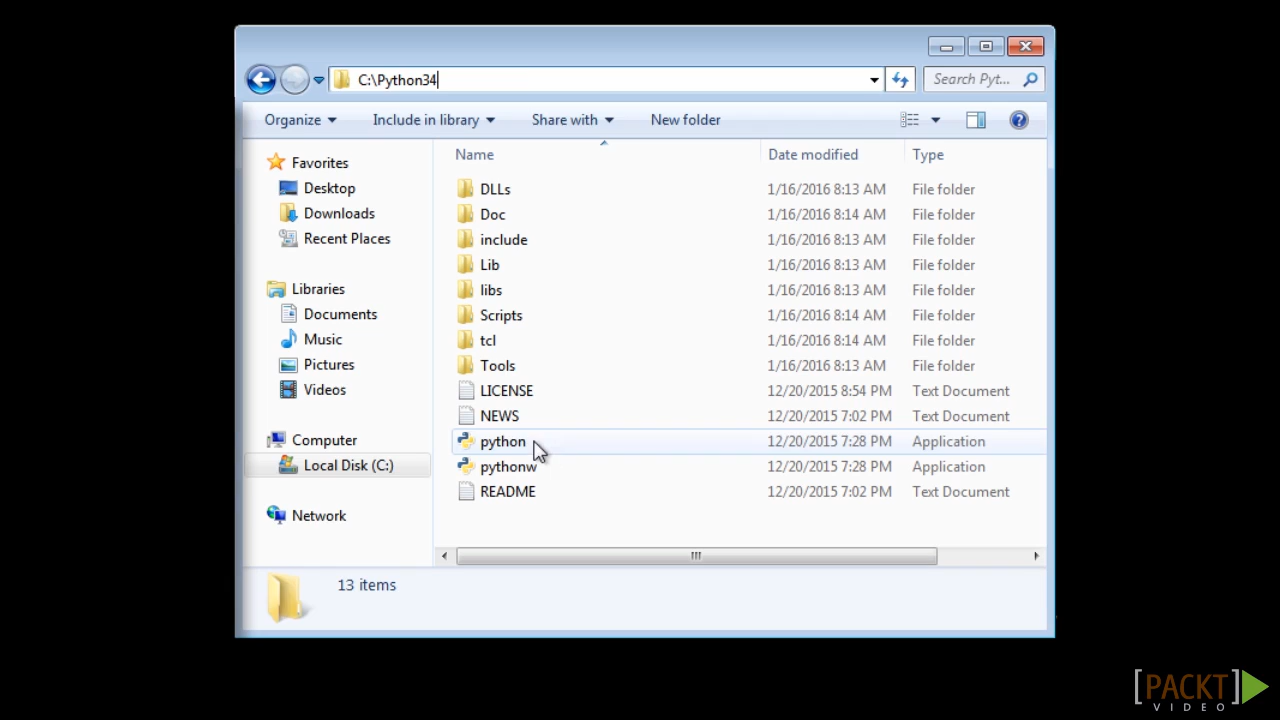 C:\Python34
Search Pyt...
Organize Include in library Share with New folder
Name Date modified Type
Favorites
Desktop
Downloads
Recent Places
Libraries
Documents
Music
Pictures
Videos
Computer
Local Disk (C:)
Network
DLLs 1/16/2016 8:13 AM File folder
Doc 1/16/2016 8:14 AM File folder
include 1/16/2016 8:13 AM File folder
Lib 1/16/2016 8:13 AM File folder
libs 1/16/2016 8:13 AM File folder
Scripts 1/16/2016 8:14 AM File folder
tcl 1/16/2016 8:14 AM File folder
Tools 1/16/2016 8:13 AM File folder
LICENSE 12/20/2015 8:54 PM Text Document
NEWS 12/20/2015 7:02 PM Text Document
python 12/20/2015 7:28 PM Application
pythonw 12/20/2015 7:28 PM Application
README 12/20/2015 7:02 PM Text Document
13 items
[PACKT]
VIDEO